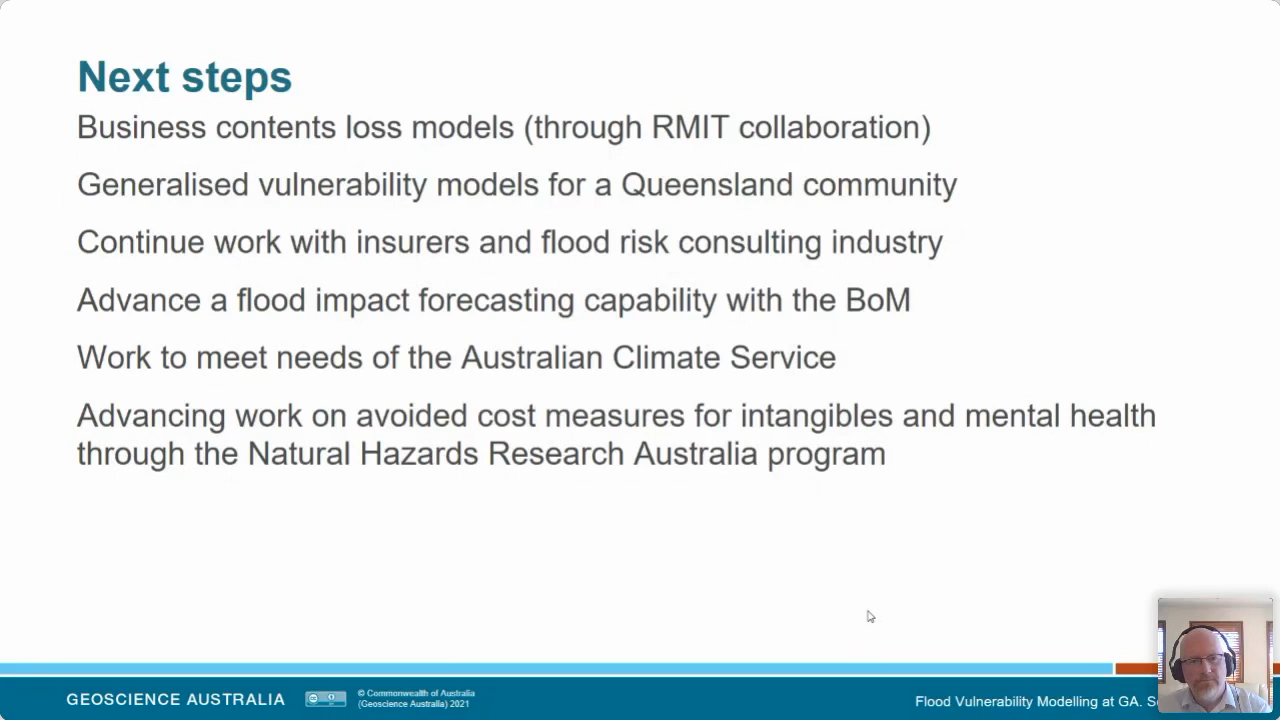 Next steps
Business contents loss models (through RMIT collaboration)
Generalised vulnerability models for a Queensland community
Continue work with insurers and flood risk consulting industry
Advance a flood impact forecasting capability with the BoM
Work to meet needs of the Australian Climate Service
Advancing work on avoided cost measures for intangibles and mental health
through the Natural Hazards Research Australia program
GEOSCIENCE AUSTRALIA
© Commonwealth of Australia
(Geoscience Australia) 2021
Flood Vulnerability Modelling at GA.